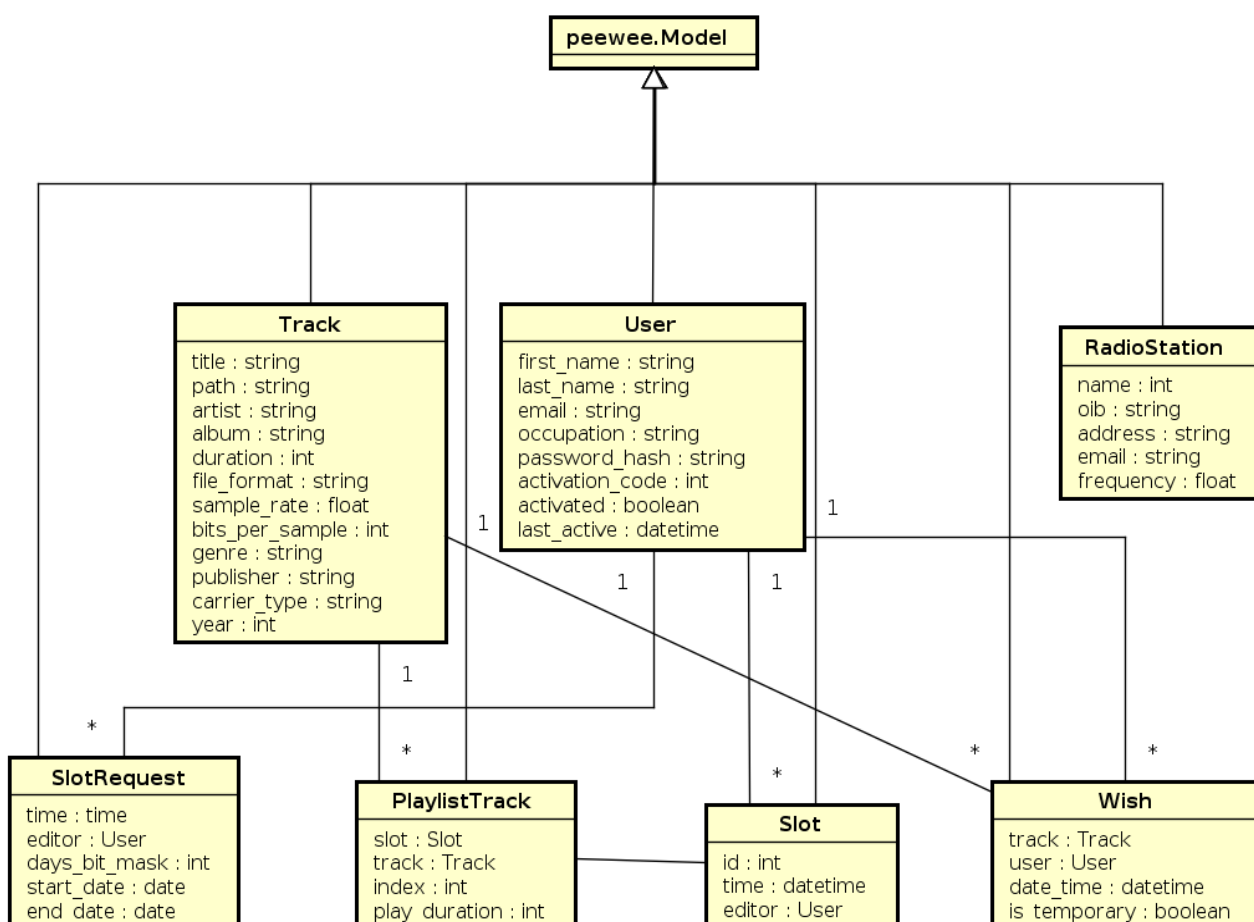 peewee.Model
Track
title : string
path : string
artist : string
album : string
duration : int
file_format : string
sample_rate : float
bits_per_sample : int
genre : string
publisher : string
carrier_type : string
year : int
User
first_name : string
last_name : string
email : string
occupation : string
password_hash : string
activation_code : int
activated : boolean
last_active : datetime
RadioStation
name : int
oib : string
address : string
email : string
frequency : float
1
1
1
1
1
*
*
*
*
*
SlotRequest
time : time
editor : User
days_bit_mask : int
start_date : date
end_date : date
PlaylistTrack
slot : Slot
track : Track
index : int
play_duration : int
Slot
id : int
time : datetime
editor : User
Wish
track : Track
user : User
date_time : datetime
is_temporary : boolean